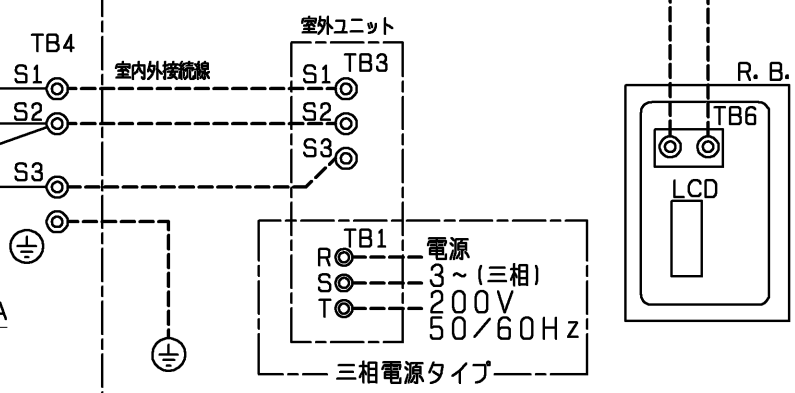 室外ユニット
TB4
室内外接続線
TB3
S1
S1
S2
S2
S3
S3
R. B.
TB6
LCD
TB1
R
S
T
電源
3～(三相)
200V
50/60Hz
三相電源タイプ
A